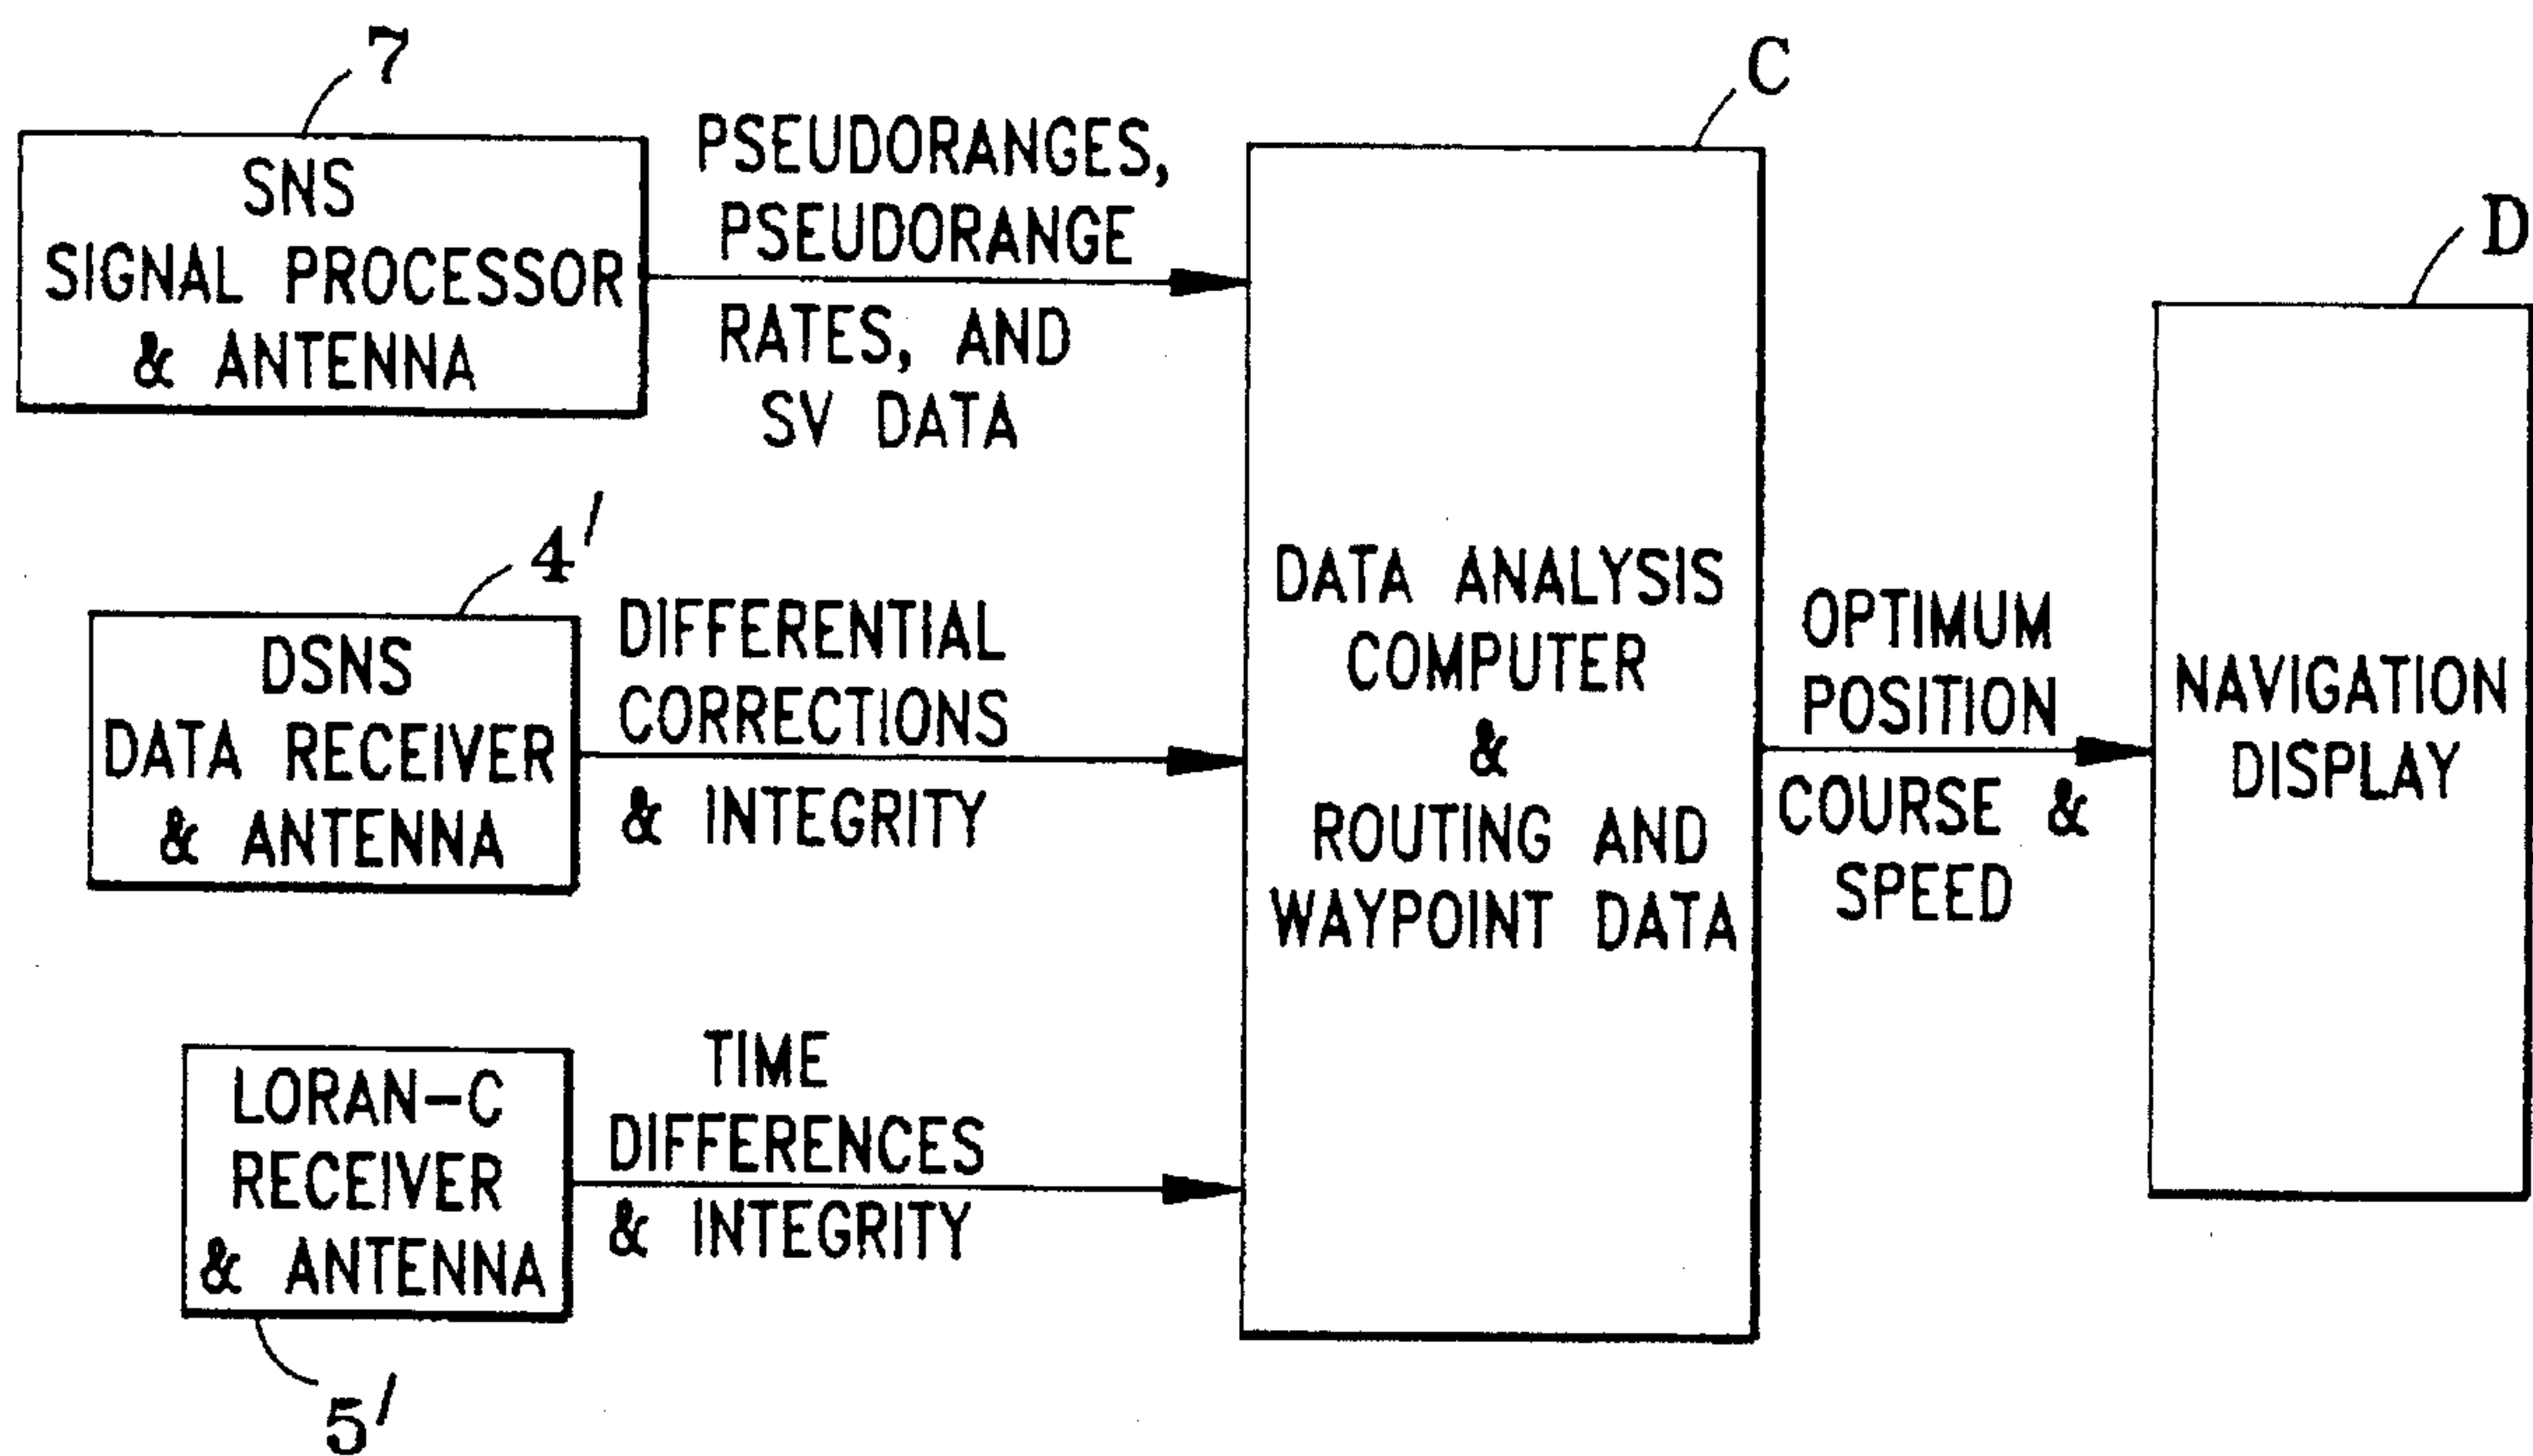 7
SNS
SIGNAL PROCESSOR
& ANTENNA
PSEUDORANGES,
PSEUDORANGE
RATES, AND
SV DATA
4'
DSNS
DATA RECEIVER
& ANTENNA
DIFFERENTIAL
CORRECTIONS
& INTEGRITY
LORAN-C
RECEIVER
& ANTENNA
5'
TIME
DIFFERENCES
& INTEGRITY
C
DATA ANALYSIS
COMPUTER
&
ROUTING AND
WAYPOINT DATA
OPTIMUM
POSITION
COURSE &
SPEED
D
NAVIGATION
DISPLAY